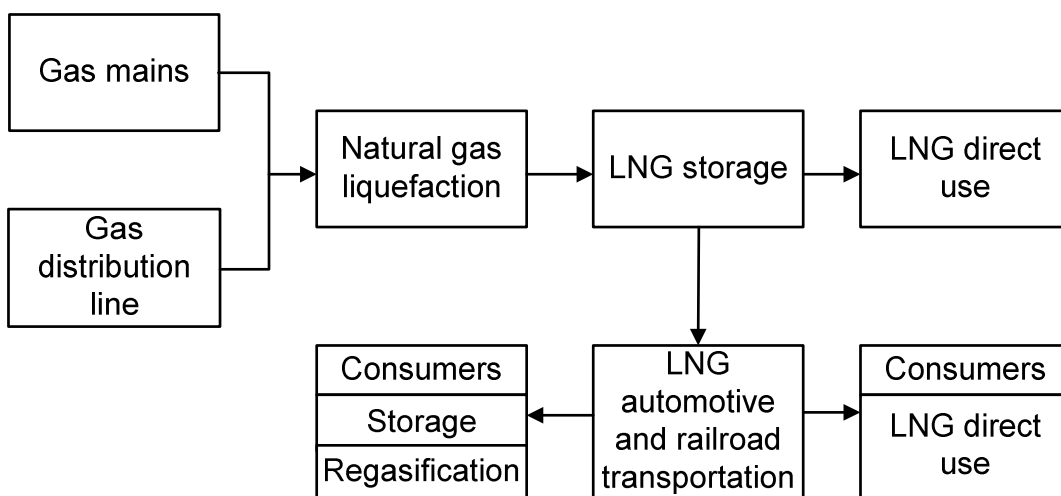 Gas mains
Gas
distribution
line
Natural gas
liquefaction
LNG storage
LNG direct
use
Consumers
Storage
Regasification
LNG
automotive
and railroad
transportation
Consumers
LNG direct
use